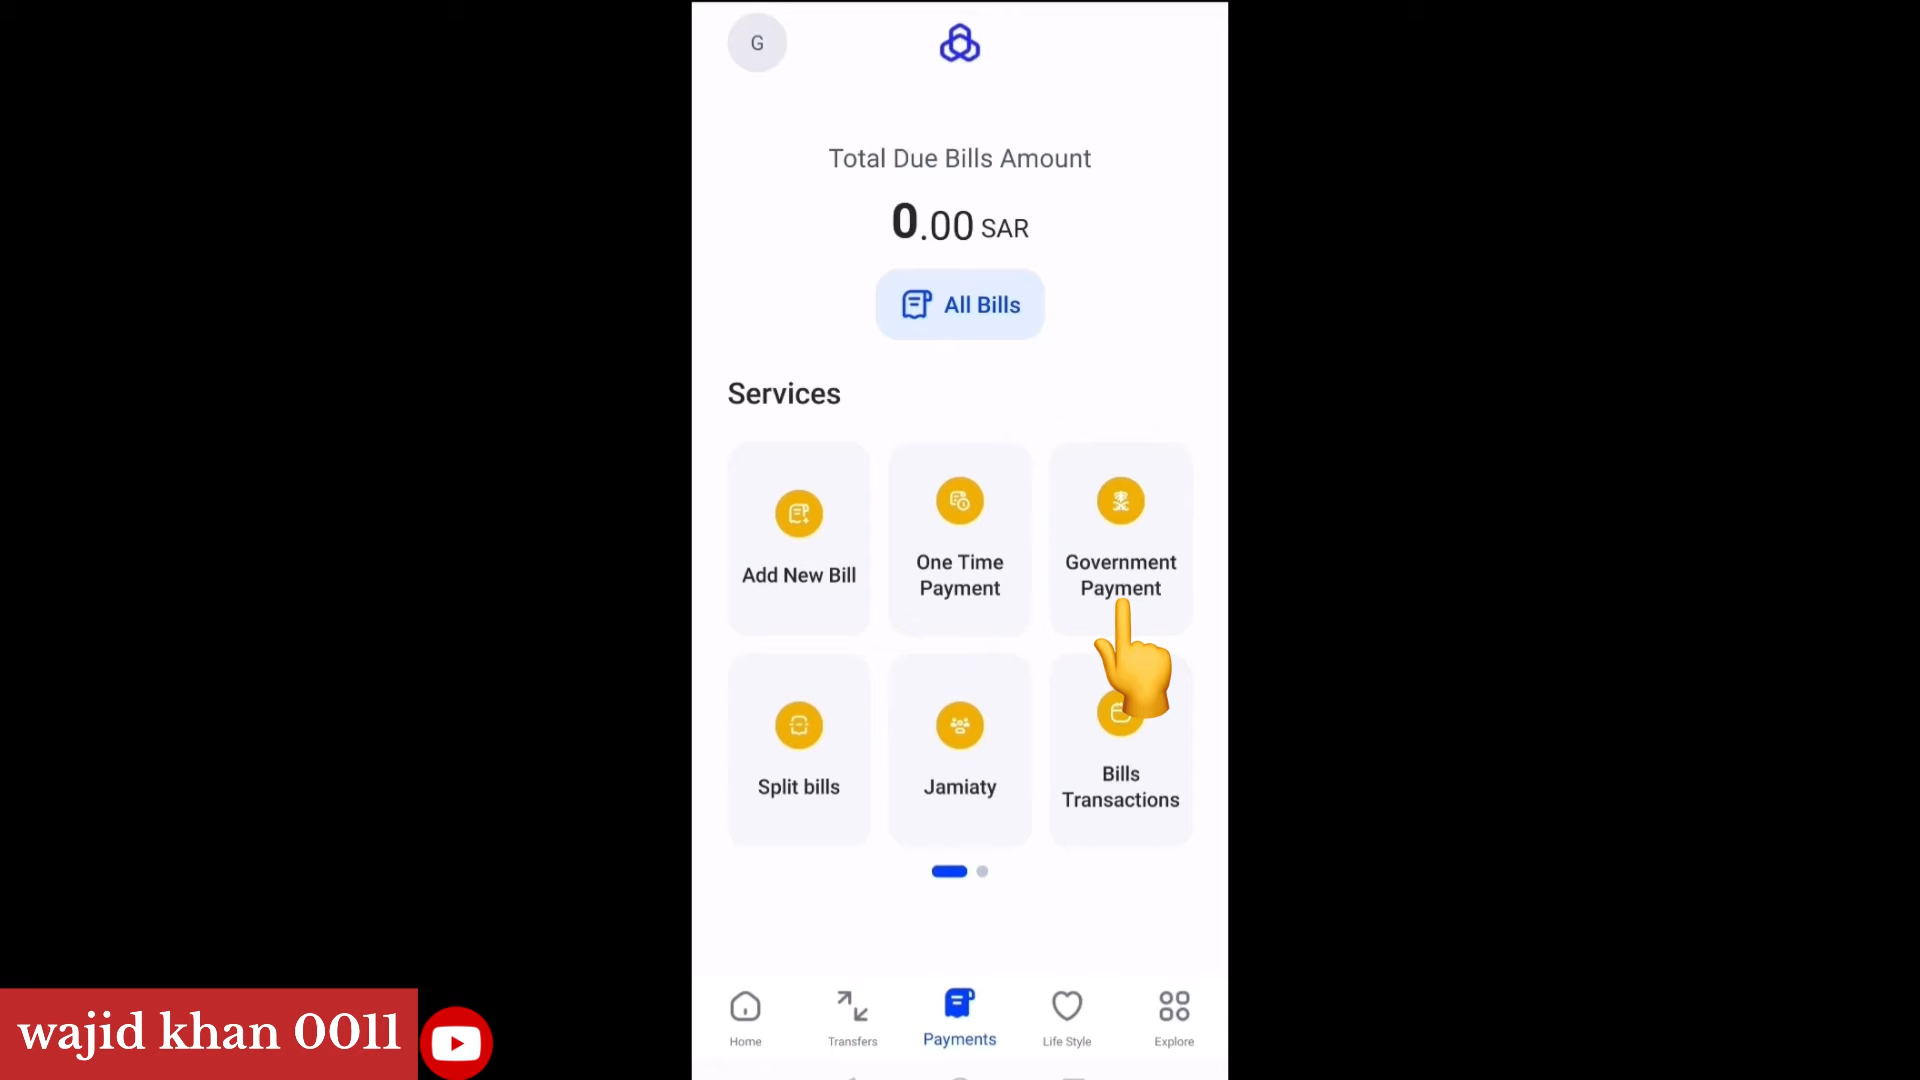 G
Total Due Bills Amount
0.00 SAR
All Bills
Services
Add New Bill
One Time
Payment
Government
Payment
Split bills
Jamiaty
Bills
Transactions
Home
Transfers
Payments
Life Style
Explore
wajid khan 0011